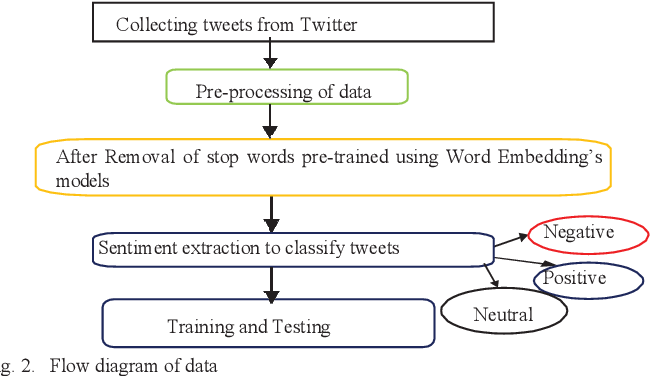 Collecting tweets from Twitter
Pre-processing of data
After Removal of stop words pre-trained using Word Embedding's
models
Sentiment extraction to classify tweets
Negative
Positive
Neutral
Training and Testing
g. 2. Flow diagram of data